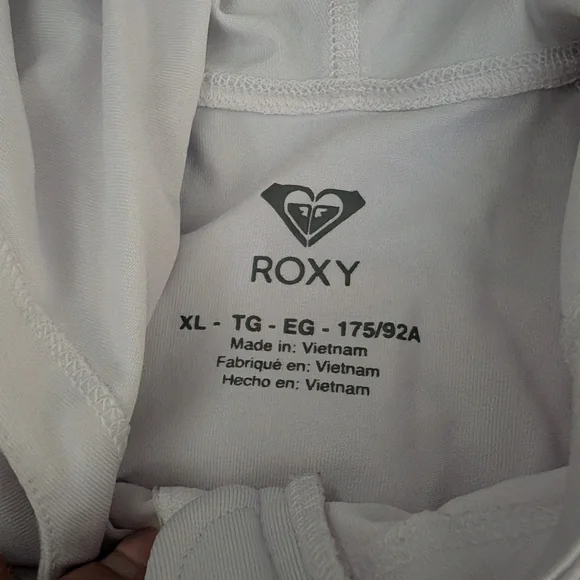 ROXY
XL - TG - EG - 175/92A
Made in: Vietnam
Fabriqué en: Vietnam
Hecho en: Vietnam